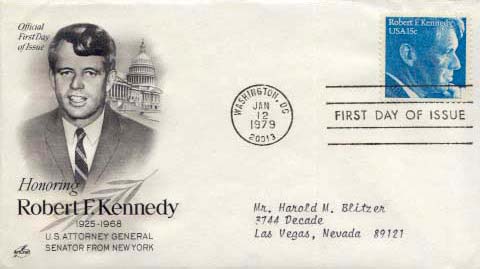 Official
First Day
of Issue
Robert F. Kennedy
USA 15c
WASHINGTON, DC
JAN
12
1979
20013
FIRST DAY OF ISSUE
Honoring
Robert F. Kennedy
1925-1968
U.S. ATTORNEY GENERAL
SENATOR FROM NEW YORK
Mr. Harold M. Blitzer
3744 Decade
Las Vegas, Nevada 89121